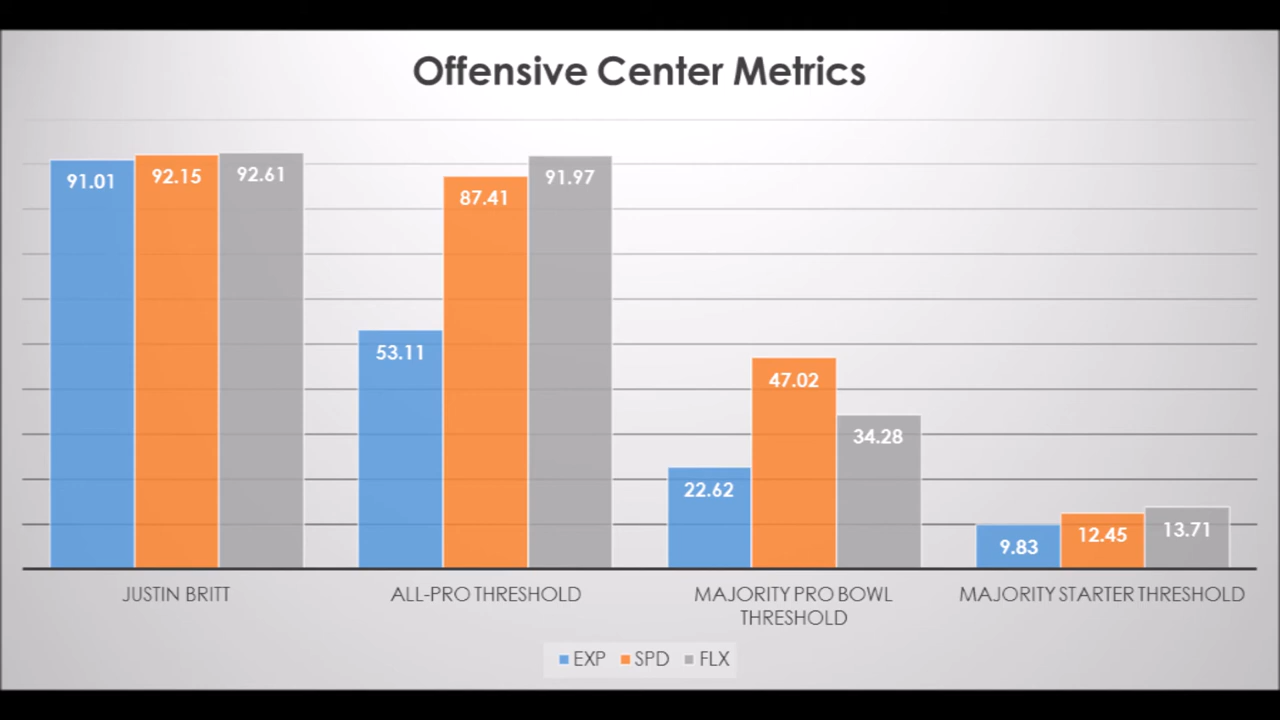 Offensive Center Metrics
91.01 92.15 92.61
53.11 87.41 91.97
22.62 47.02 34.28
9.83 12.45 13.71
JUSTIN BRITT
ALL-PRO THRESHOLD
MAJORITY PRO BOWL
THRESHOLD
MAJORITY STARTER THRESHOLD
EXP SPD FLX